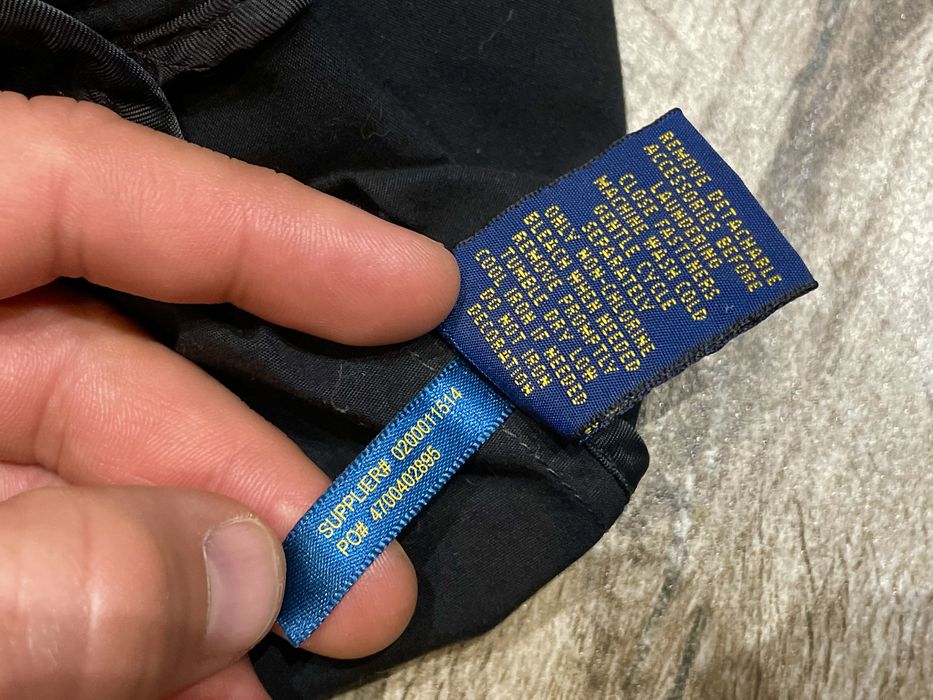 REMOVE DETACHABLE
ACCESSORIES BEFORE
LAUNDERING
CLOSE FASTENERS
MACHINE WASH COLD
GENTLE CYCLE
SEPARATELY
ONLY NON-CHLORINE
BLEACH WHEN NEEDED
REMOVE PROMPTLY
TUMBLE DRY LOW
COOL IRON IF NEEDED
DO NOT IRON
DECORATION
SUPPLIER# 0200011514
PO# 4700402895